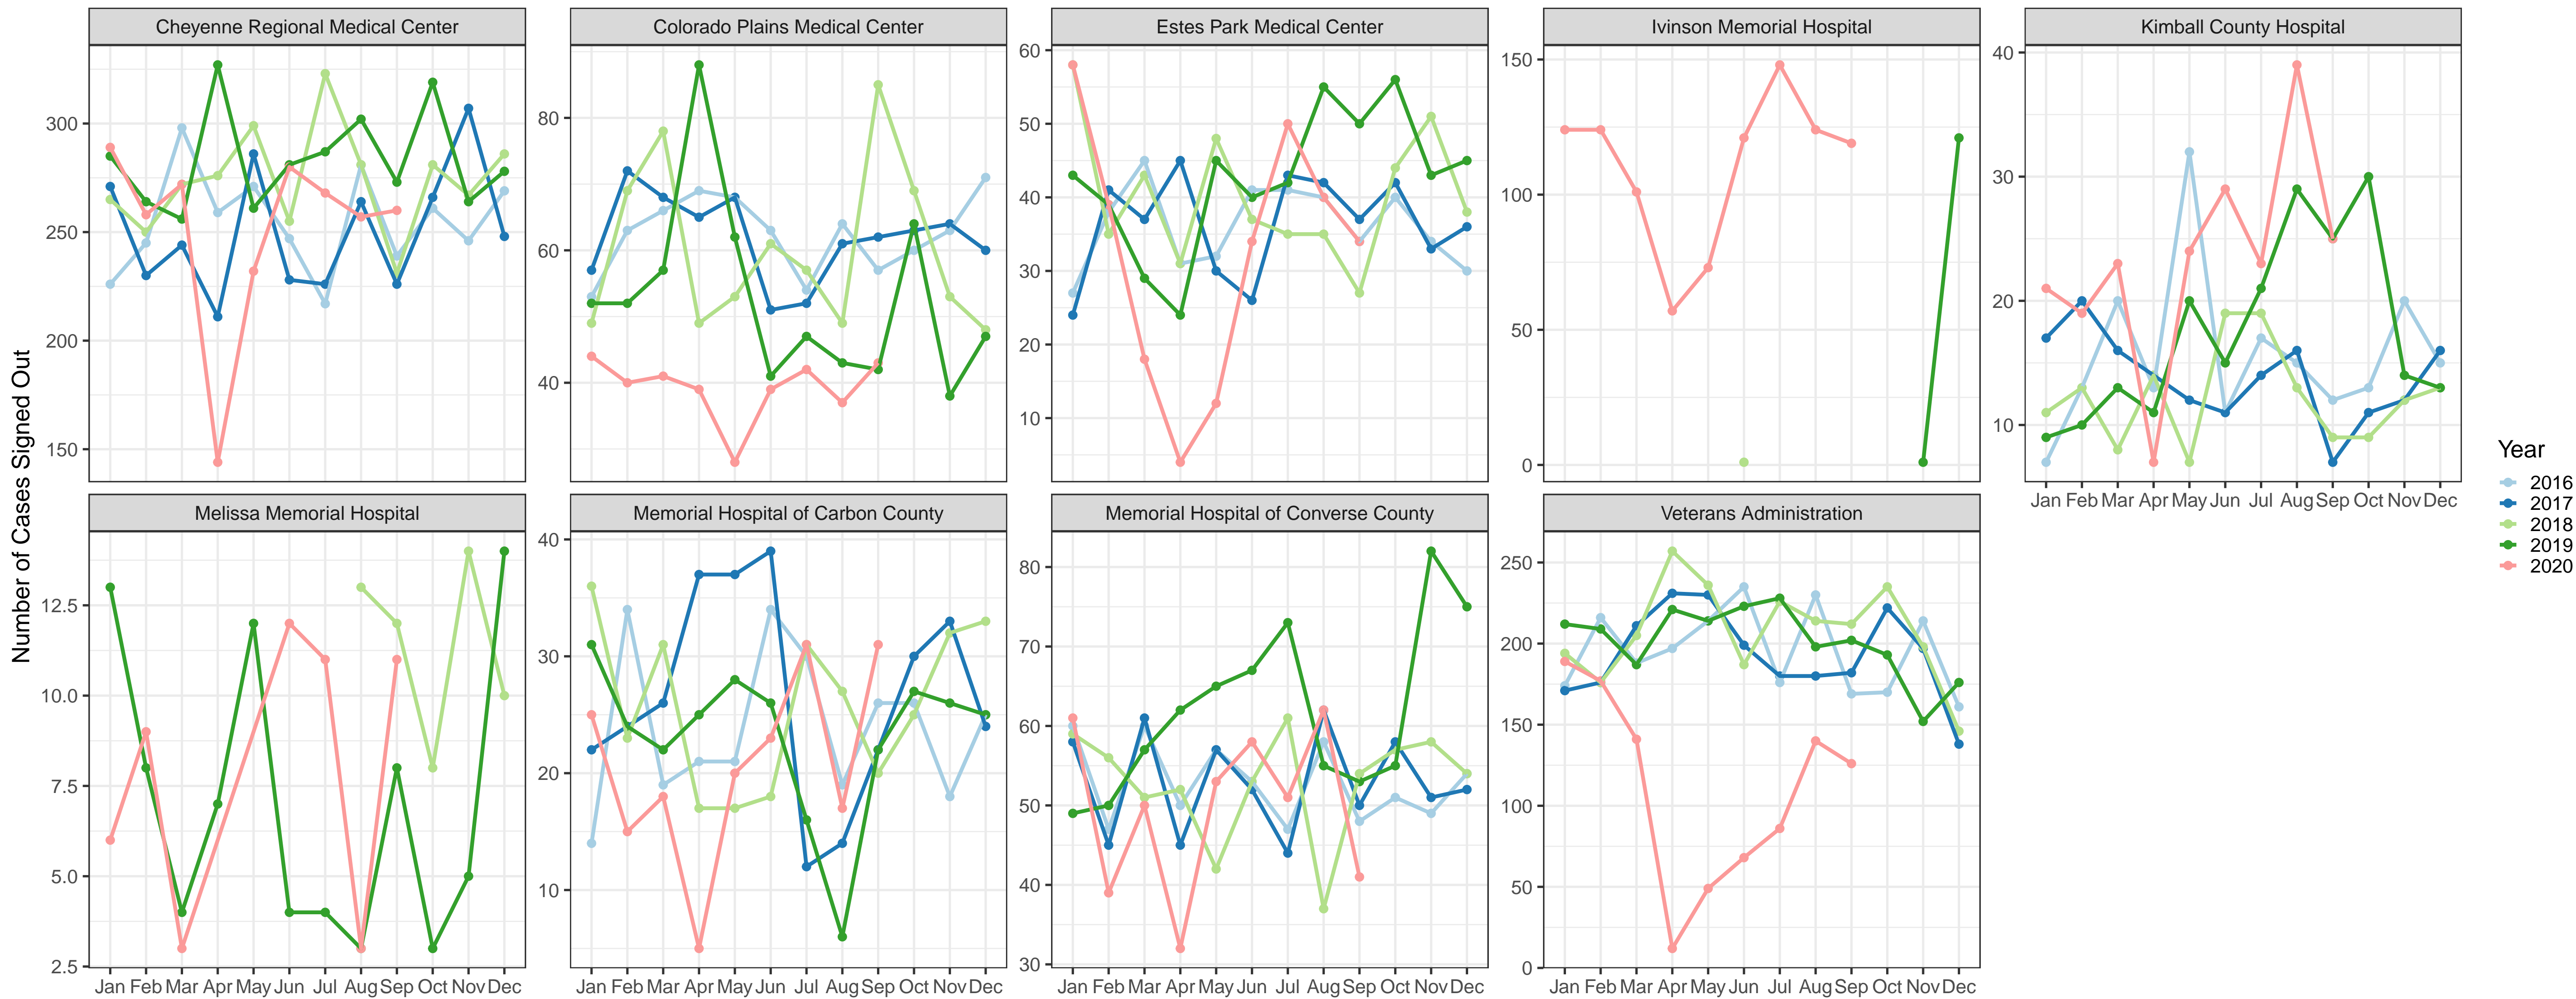 Cheyenne Regional Medical Center
Colorado Plains Medical Center
Estes Park Medical Center
Ivinson Memorial Hospital
Kimball County Hospital
300
250
200
150
80
60
40
60
50
40
30
20
10
150
100
50
0
40
30
20
10
Jan Feb Mar Apr May Jun Jul Aug Sep Oct Nov Dec
Number of Cases Signed Out
Melissa Memorial Hospital
Memorial Hospital of Carbon County
Memorial Hospital of Converse County
Veterans Administration
12.5
10.0
7.5
5.0
2.5
40
30
20
10
80
70
60
50
40
30
250
200
150
100
50
0
Jan Feb Mar Apr May Jun Jul Aug Sep Oct Nov Dec
Jan Feb Mar Apr May Jun Jul Aug Sep Oct Nov Dec
Jan Feb Mar Apr May Jun Jul Aug Sep Oct Nov Dec
Jan Feb Mar Apr May Jun Jul Aug Sep Oct Nov Dec
Year
2016
2017
2018
2019
2020